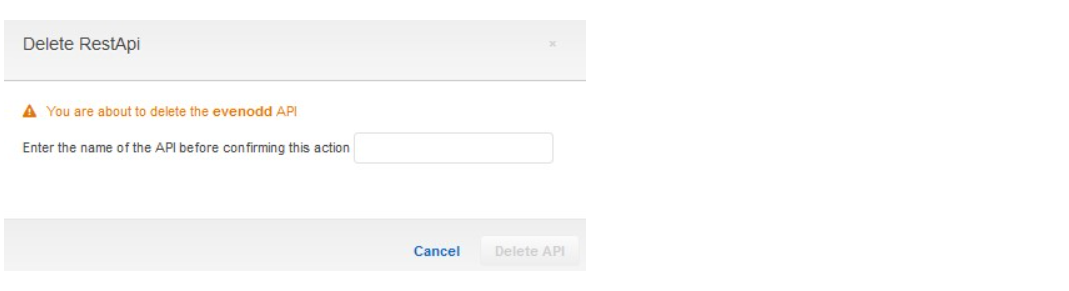 Delete RestApi ×
You are about to delete the evenodd API
Enter the name of the API before confirming this action
Cancel Delete API